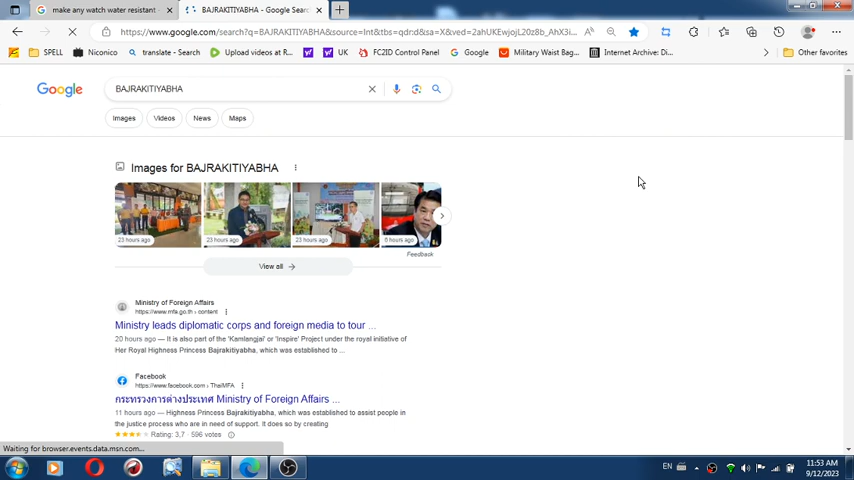 make any watch water resistant
BAJRAKITIYABHA - Google Sear
https://www.google.com/search?q=BAJRAKITIYABHA&source=lnt&tbs=qdr:d&sa=X&ved=2ahUKEwjojL20z8b_AhX3i...
SPELL
Niconico
translate - Search
Upload videos at R...
UK
FC2ID Control Panel
Google
Military Waist Bag...
Internet Archive: Di...
Other favorites
Google
BAJRAKITIYABHA
Images
Videos
News
Maps
Images for BAJRAKITIYABHA
23 hours ago
23 hours ago
23 hours ago
6 hours ago
Feedback
View all
Ministry of Foreign Affairs
https://www.mfa.go.th › content
Ministry leads diplomatic corps and foreign media to tour ...
20 hours ago — It is also part of the 'Kamlangjai' or 'Inspire' Project under the royal initiative of
Her Royal Highness Princess Bajrakitiyabha, which was established to ...
Facebook
https://www.facebook.com › ThaiMFA
กระทรวงการต่างประเทศ Ministry of Foreign Affairs ...
11 hours ago — Highness Princess Bajrakitiyabha, which was established to assist people in
the justice process who are in need of support. It does so by creating
Rating: 3,7 · 596 votes
Waiting for browser.events.data.msn.com...
EN
11:53 AM
9/12/2023